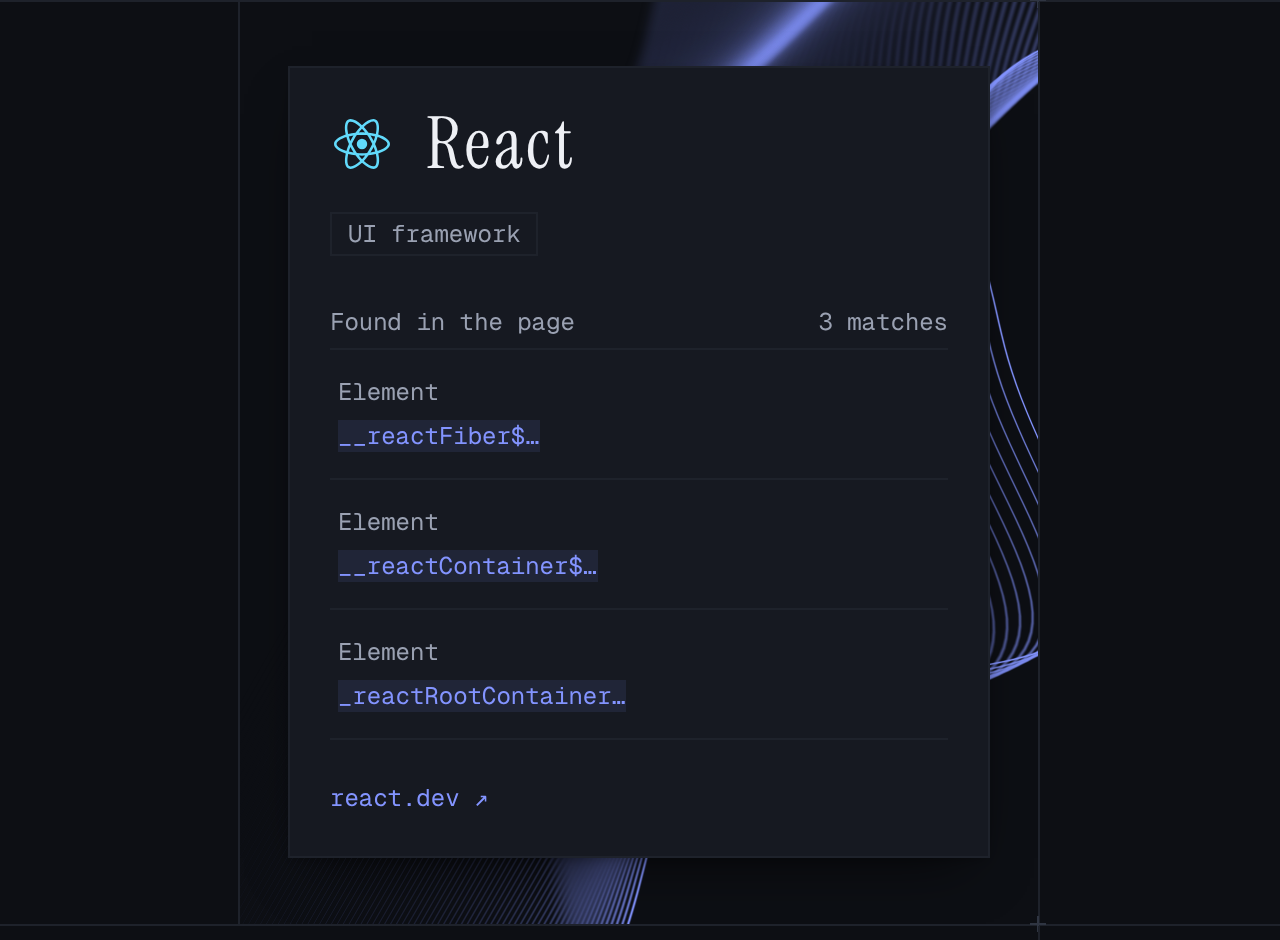 React
UI framework
Found in the page 3 matches
Element
__reactFiber$…
Element
__reactContainer$…
Element
_reactRootContainer…
react.dev ↗